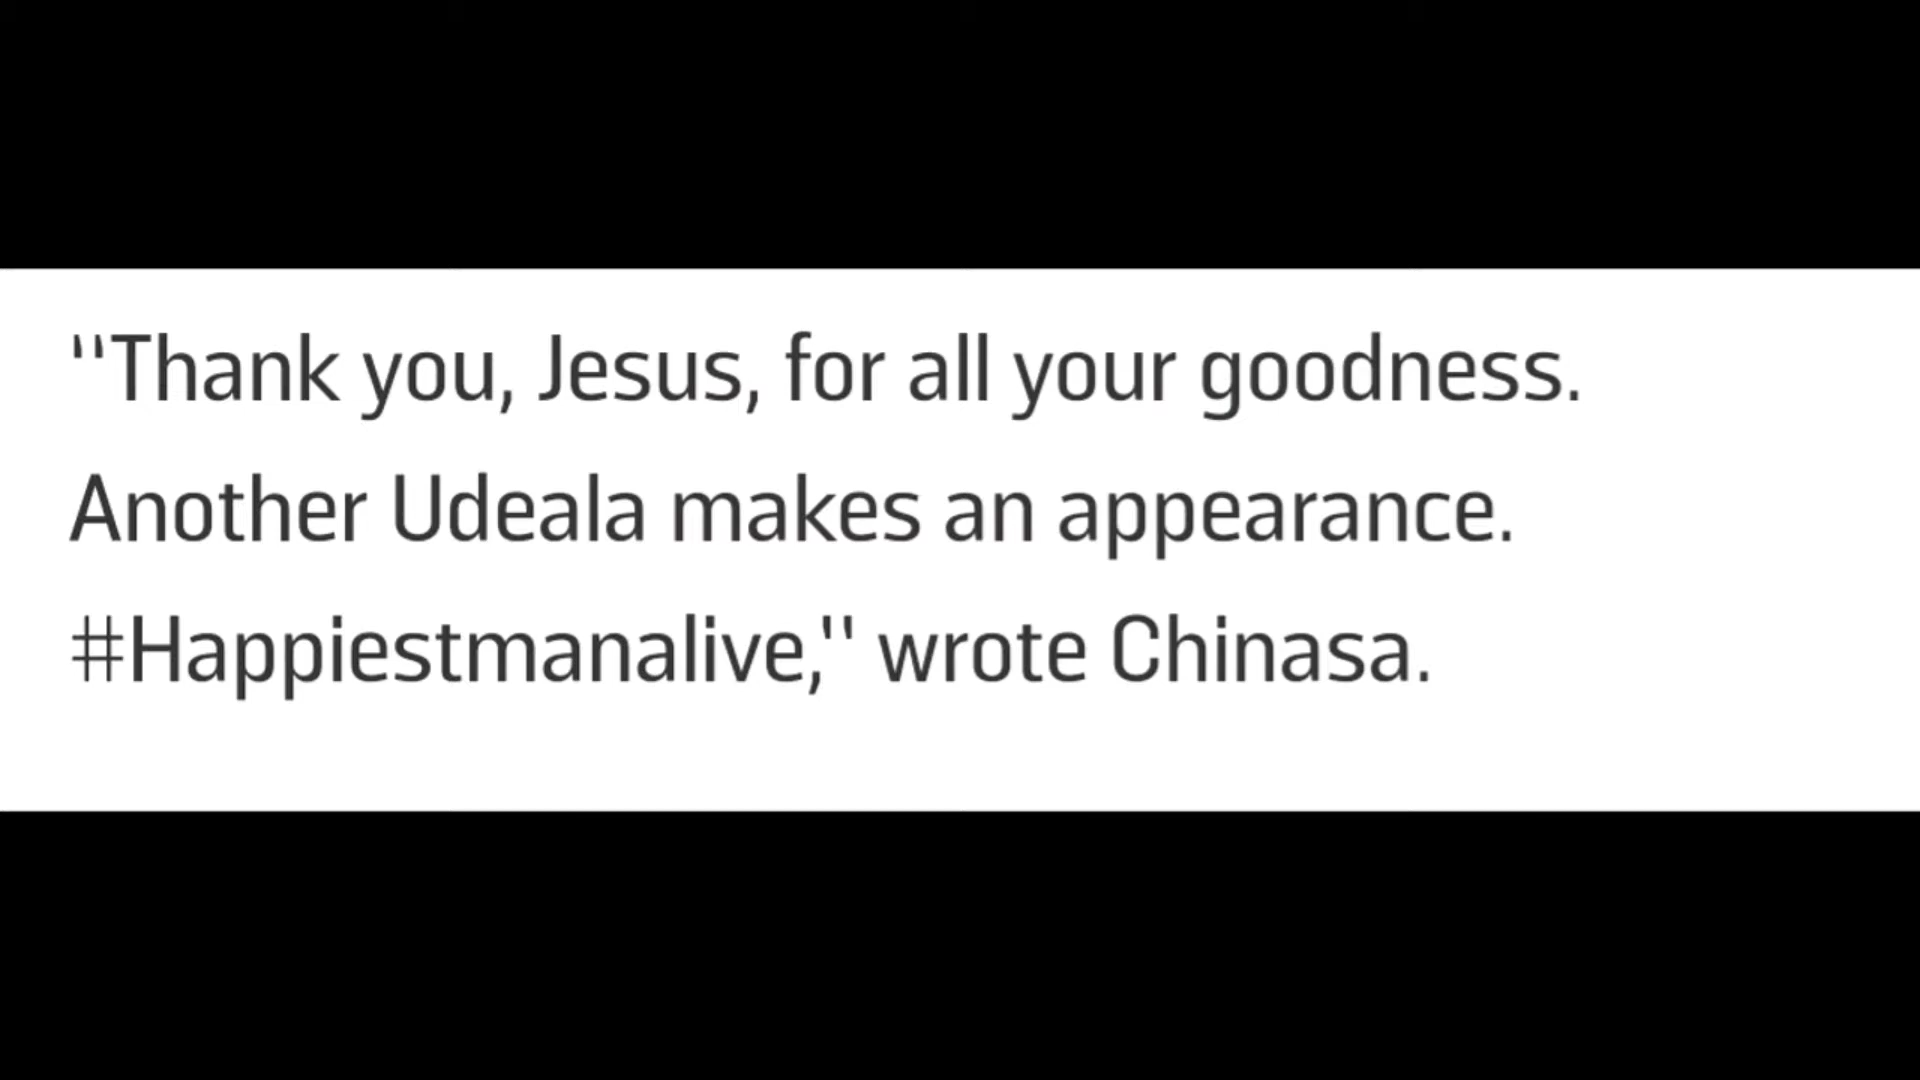 "Thank you, Jesus, for all your goodness.
Another Udeala makes an appearance.
#Happiestmanalive," wrote Chinasa.